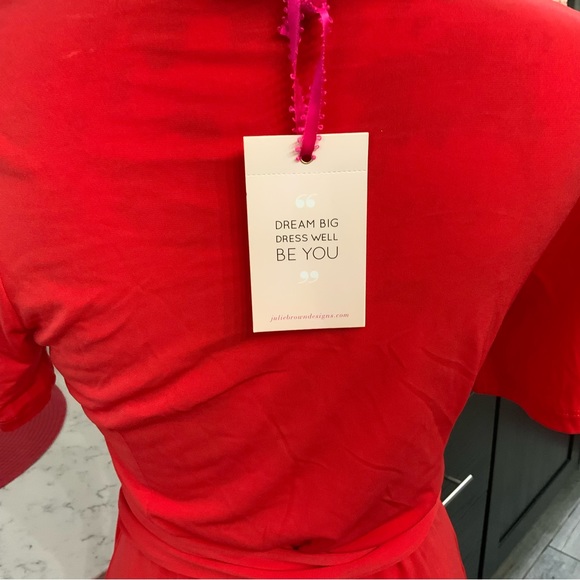 “
DREAM BIG
DRESS WELL
BE YOU
”
juliebrowndesigns.com